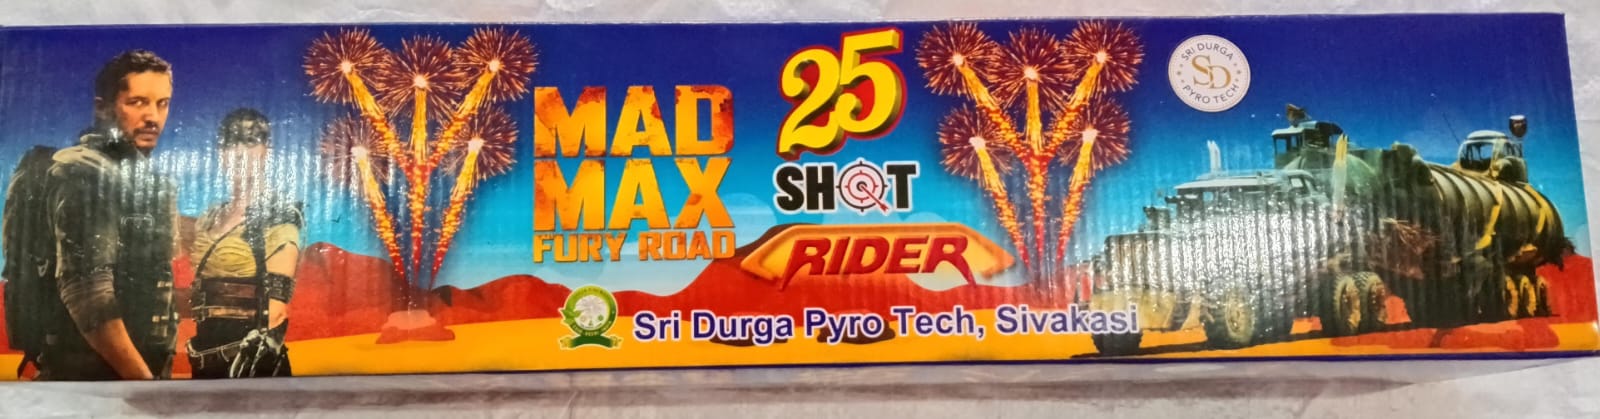 MAD
MAX
FURY ROAD
25
SHOT
RIDER
SRI DURGA
SD
PYRO TECH
Sri Durga Pyro Tech, Sivakasi